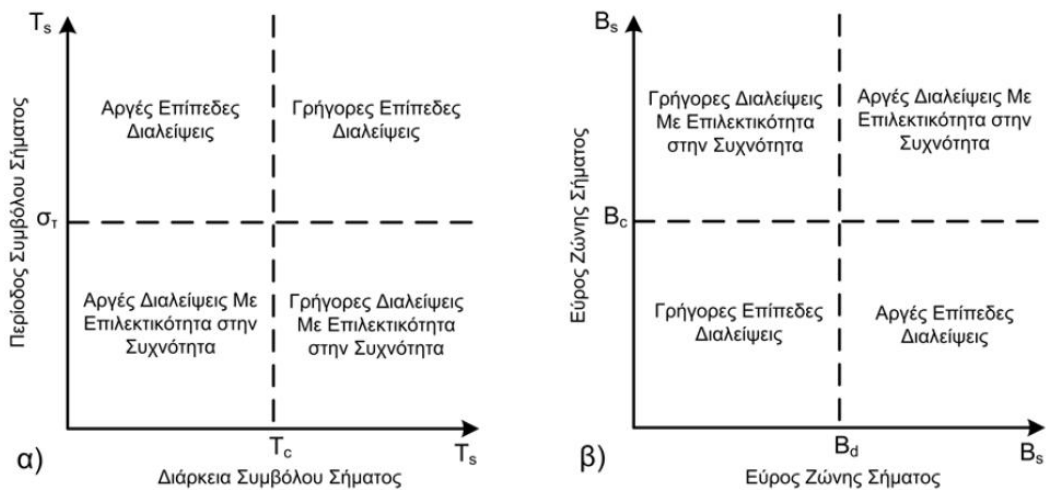 Ts
Περίοδος Συμβόλου Σήματος
Αργές Επίπεδες
Διαλείψεις
Γρήγορες Επίπεδες
Διαλείψεις
στ
Αργές Διαλείψεις Με
Επιλεκτικότητα στην
Συχνότητα
Γρήγορες Διαλείψεις
Με Επιλεκτικότητα
στην Συχνότητα
α)
Tc
Ts
Διάρκεια Συμβόλου Σήματος
Bs
Εύρος Ζώνης Σήματος
Γρήγορες Διαλείψεις
Με Επιλεκτικότητα
στην Συχνότητα
Αργές Διαλείψεις Με
Επιλεκτικότητα στην
Συχνότητα
Bc
Γρήγορες Επίπεδες
Διαλείψεις
Αργές Επίπεδες
Διαλείψεις
β)
Bd
Bs
Εύρος Ζώνης Σήματος